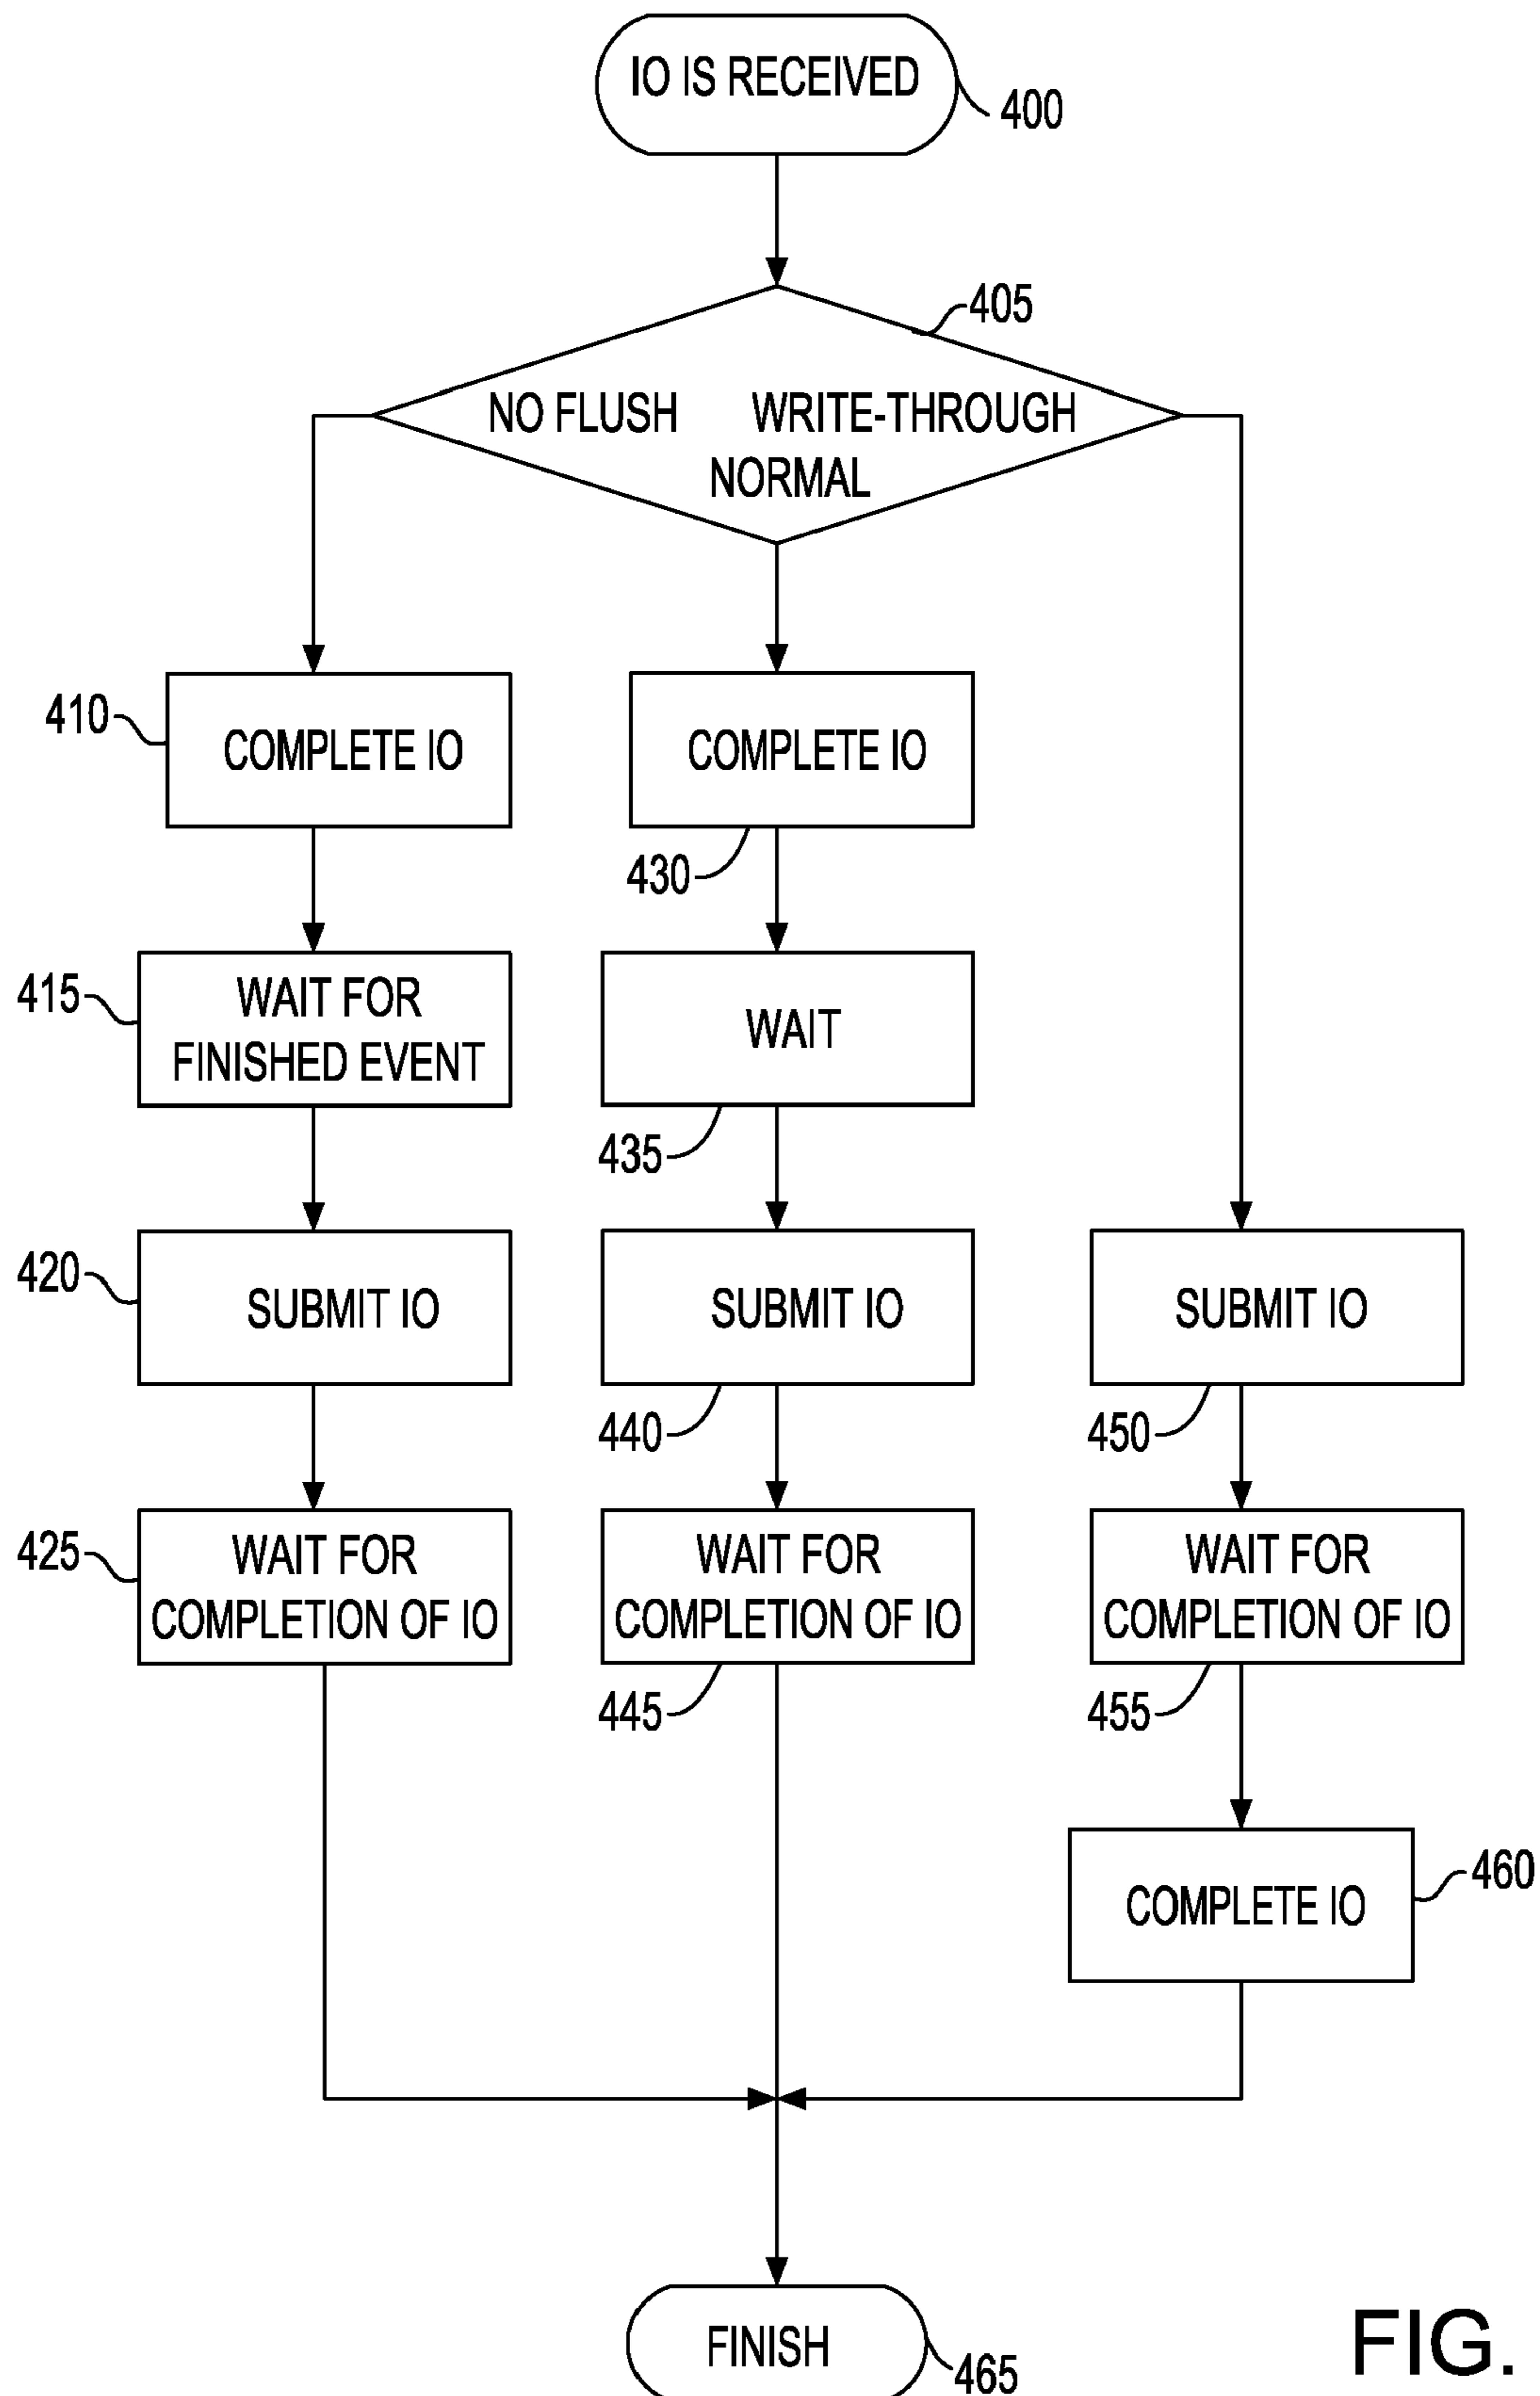 IO IS RECEIVED
400
405
NO FLUSH WRITE-THROUGH
NORMAL
410
COMPLETE IO
COMPLETE IO
430
415
WAIT FOR
FINISHED EVENT
WAIT
435
420
SUBMIT IO
SUBMIT IO
440
SUBMIT IO
450
425
WAIT FOR
COMPLETION OF IO
WAIT FOR
COMPLETION OF IO
445
WAIT FOR
COMPLETION OF IO
455
COMPLETE IO
460
FINISH
465
FIG.